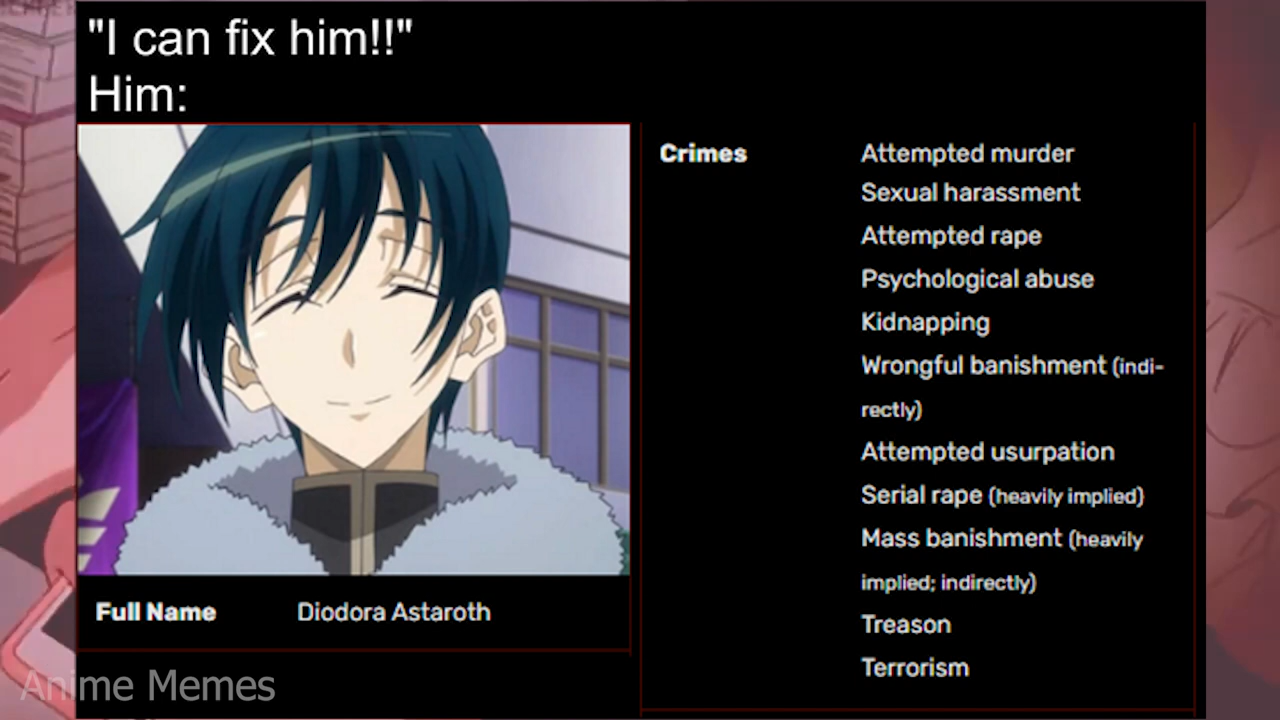 "I can fix him!!"
Him:
Crimes
Attempted murder
Sexual harassment
Attempted rape
Psychological abuse
Kidnapping
Wrongful banishment (indi-
rectly)
Attempted usurpation
Serial rape (heavily implied)
Mass banishment (heavily
implied; indirectly)
Treason
Terrorism
Full Name Diodora Astaroth
Anime Memes